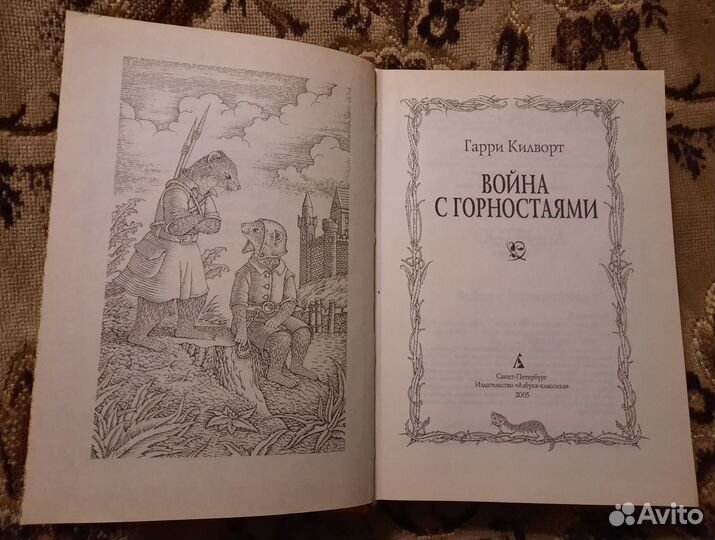 Гарри Килворт
ВОЙНА
С ГОРНОСТАЯМИ
Санкт-Петербург
Издательство «Азбука-классика»
2005
Avito